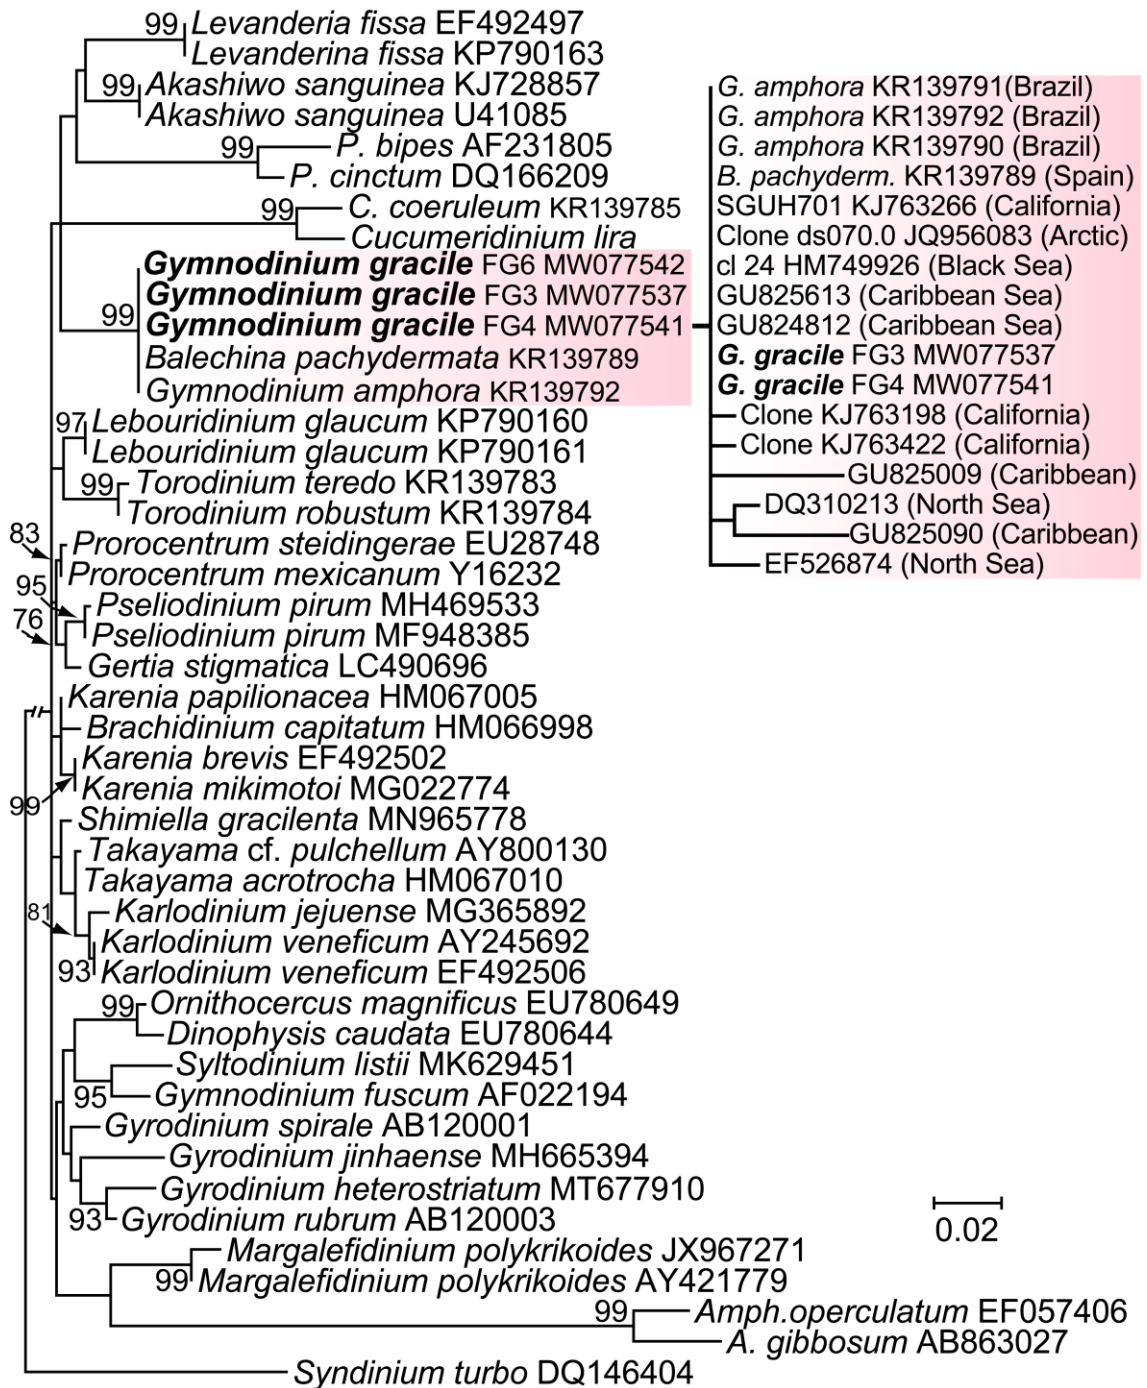 99
Levanderia fissa EF492497
Levanderina fissa KP790163
99
Akashiwo sanguinea KJ728857
Akashiwo sanguinea U41085
99
P. bipes AF231805
P. cinctum DQ166209
99
C. coeruleum KR139785
Cucumeridinium lira
99
Gymnodinium gracile FG6 MW077542
Gymnodinium gracile FG3 MW077537
Gymnodinium gracile FG4 MW077541
Balechina pachydermata KR139789
Gymnodinium amphora KR139792
97
Lebouridinium glaucum KP790160
Lebouridinium glaucum KP790161
99
Torodinium teredo KR139783
Torodinium robustum KR139784
83
Prorocentrum steidingerae EU28748
Prorocentrum mexicanum Y16232
95
Pseliodinium pirum MH469533
76
Pseliodinium pirum MF948385
Gertia stigmatica LC490696
Karenia papilionacea HM067005
Brachidinium capitatum HM066998
Karenia brevis EF492502
99
Karenia mikimotoi MG022774
Shimiella gracilenta MN965778
Takayama cf. pulchellum AY800130
Takayama acrotrocha HM067010
81
Karlodinium jejuense MG365892
Karlodinium veneficum AY245692
93
Karlodinium veneficum EF492506
99
Ornithocercus magnificus EU780649
Dinophysis caudata EU780644
Syltodinium listii MK629451
95
Gymnodinium fuscum AF022194
Gyrodinium spirale AB120001
Gyrodinium jinhaense MH665394
Gyrodinium heterostriatum MT677910
93
Gyrodinium rubrum AB120003
Margalefidinium polykrikoides JX967271
99
Margalefidinium polykrikoides AY421779
99
Amph.operculatum EF057406
A. gibbosum AB863027
Syndinium turbo DQ146404
G. amphora KR139791(Brazil)
G. amphora KR139792 (Brazil)
G. amphora KR139790 (Brazil)
B. pachyderm. KR139789 (Spain)
SGUH701 KJ763266 (California)
Clone ds070.0 JQ956083 (Arctic)
cl 24 HM749926 (Black Sea)
GU825613 (Caribbean Sea)
GU824812 (Caribbean Sea)
G. gracile FG3 MW077537
G. gracile FG4 MW077541
Clone KJ763198 (California)
Clone KJ763422 (California)
GU825009 (Caribbean)
DQ310213 (North Sea)
GU825090 (Caribbean)
EF526874 (North Sea)
0.02